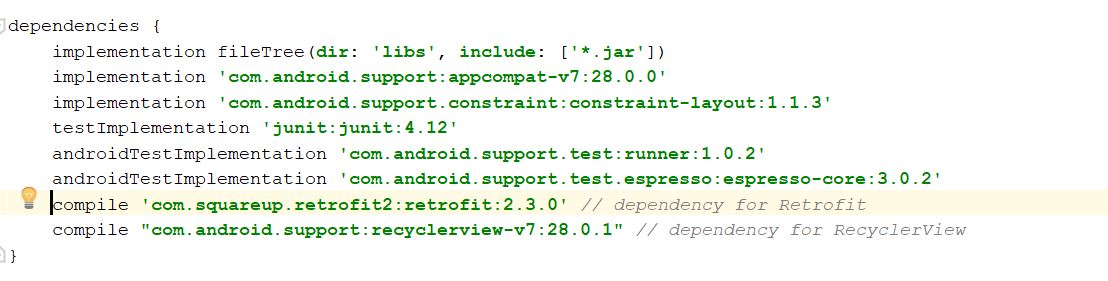 dependencies {
    implementation fileTree(dir: 'libs', include: ['*.jar'])
    implementation 'com.android.support:appcompat-v7:28.0.0'
    implementation 'com.android.support.constraint:constraint-layout:1.1.3'
    testImplementation 'junit:junit:4.12'
    androidTestImplementation 'com.android.support.test:runner:1.0.2'
    androidTestImplementation 'com.android.support.test.espresso:espresso-core:3.0.2'
    compile 'com.squareup.retrofit2:retrofit:2.3.0' // dependency for Retrofit
    compile "com.android.support:recyclerview-v7:28.0.1" // dependency for RecyclerView
}